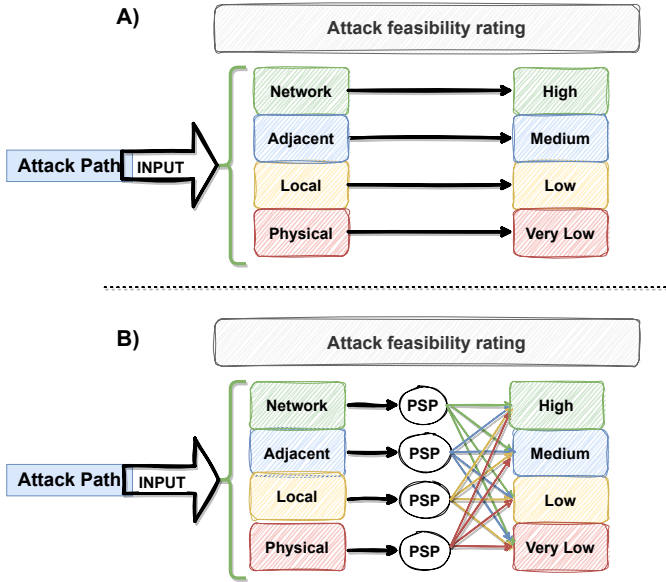 A)
Attack feasibility rating
Network
High
Adjacent
Medium
Attack Path
INPUT
Local
Low
Physical
Very Low
B)
Attack feasibility rating
Network
PSP
High
Adjacent
PSP
Medium
Attack Path
INPUT
Local
PSP
Low
Physical
PSP
Very Low